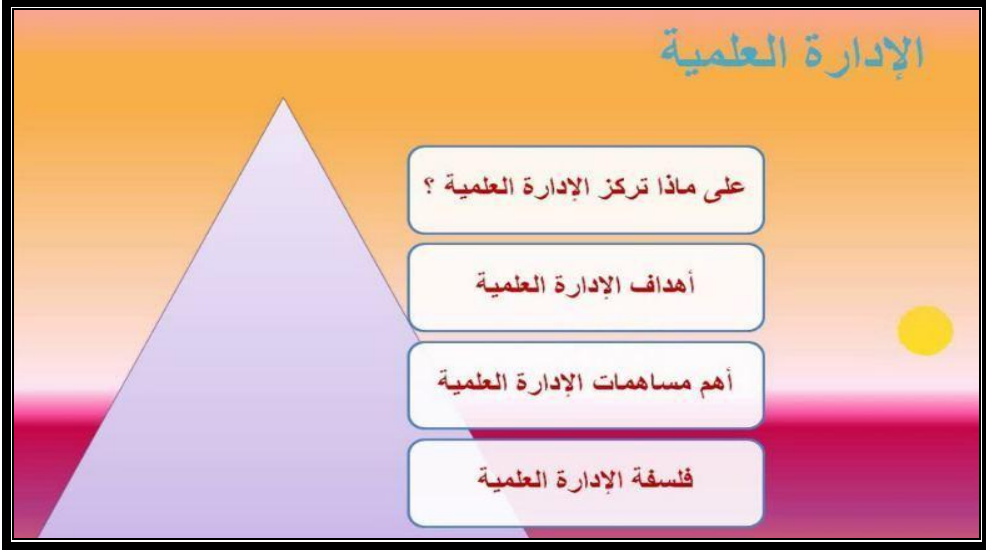 الإدارة العلمية
على ماذا تركز الإدارة العلمية ؟
أهداف الإدارة العلمية
أهم مساهمات الإدارة العلمية
فلسفة الإدارة العلمية